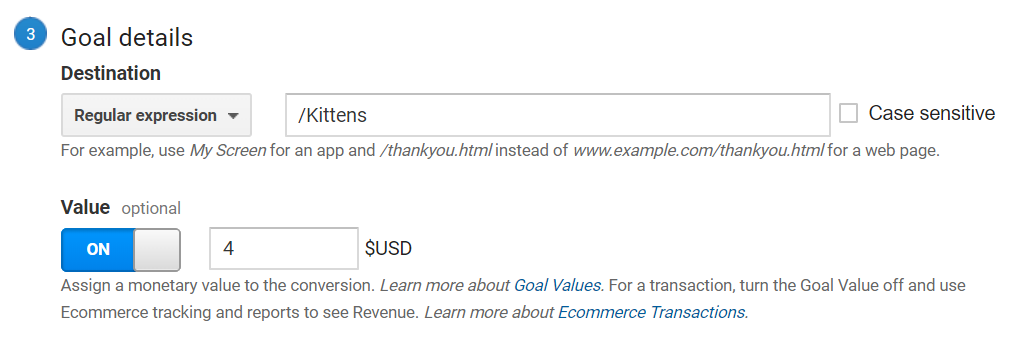 3 Goal details
Destination
Regular expression /Kittens Case sensitive
For example, use My Screen for an app and /thankyou.html instead of www.example.com/thankyou.html for a web page.
Value optional
ON 4 $USD
Assign a monetary value to the conversion. Learn more about Goal Values. For a transaction, turn the Goal Value off and use
Ecommerce tracking and reports to see Revenue. Learn more about Ecommerce Transactions.